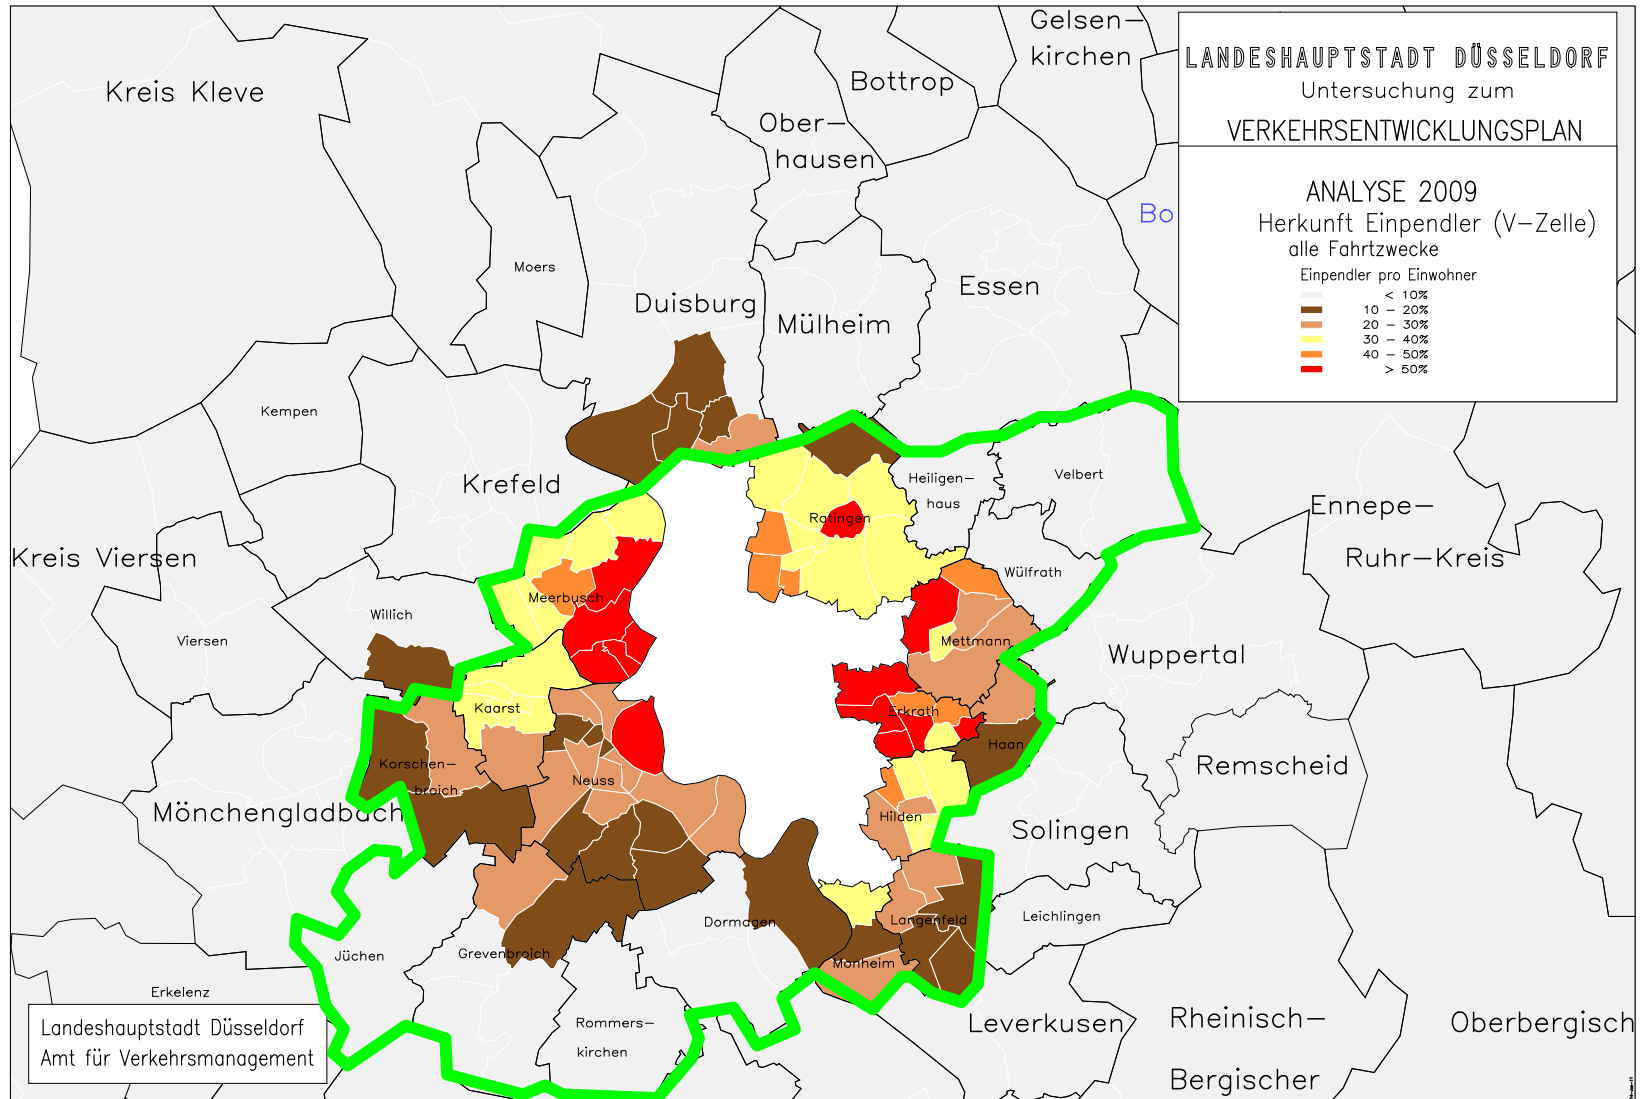 LANDESHAUPTSTADT DÜSSELDORF
Untersuchung zum
VERKEHRSENTWICKLUNGSPLAN
ANALYSE 2009
Herkunft Einpendler (V-Zelle)
alle Fahrtzwecke
Einpendler pro Einwohner
< 10%
10 - 20%
20 - 30%
30 - 40%
40 - 50%
> 50%
Gelsen-
kirchen
Kreis Kleve
Bottrop
Ober-
hausen
Bo
Moers
Duisburg
Mülheim
Essen
Kempen
Krefeld
Heiligen-
haus
Velbert
Ratingen
Ennepe-
Ruhr-Kreis
Kreis Viersen
Wülfrath
Meerbusch
Willich
Viersen
Mettmann
Wuppertal
Kaarst
Erkrath
Haan
Korschen-
broich
Neuss
Remscheid
Mönchengladbach
Hilden
Solingen
Dormagen
Langenfeld
Leichlingen
Jüchen
Grevenbroich
Monheim
Erkelenz
Rommers-
kirchen
Leverkusen
Rheinisch-
Bergischer
Oberbergisch
Landeshauptstadt Düsseldorf
Amt für Verkehrsmanagement